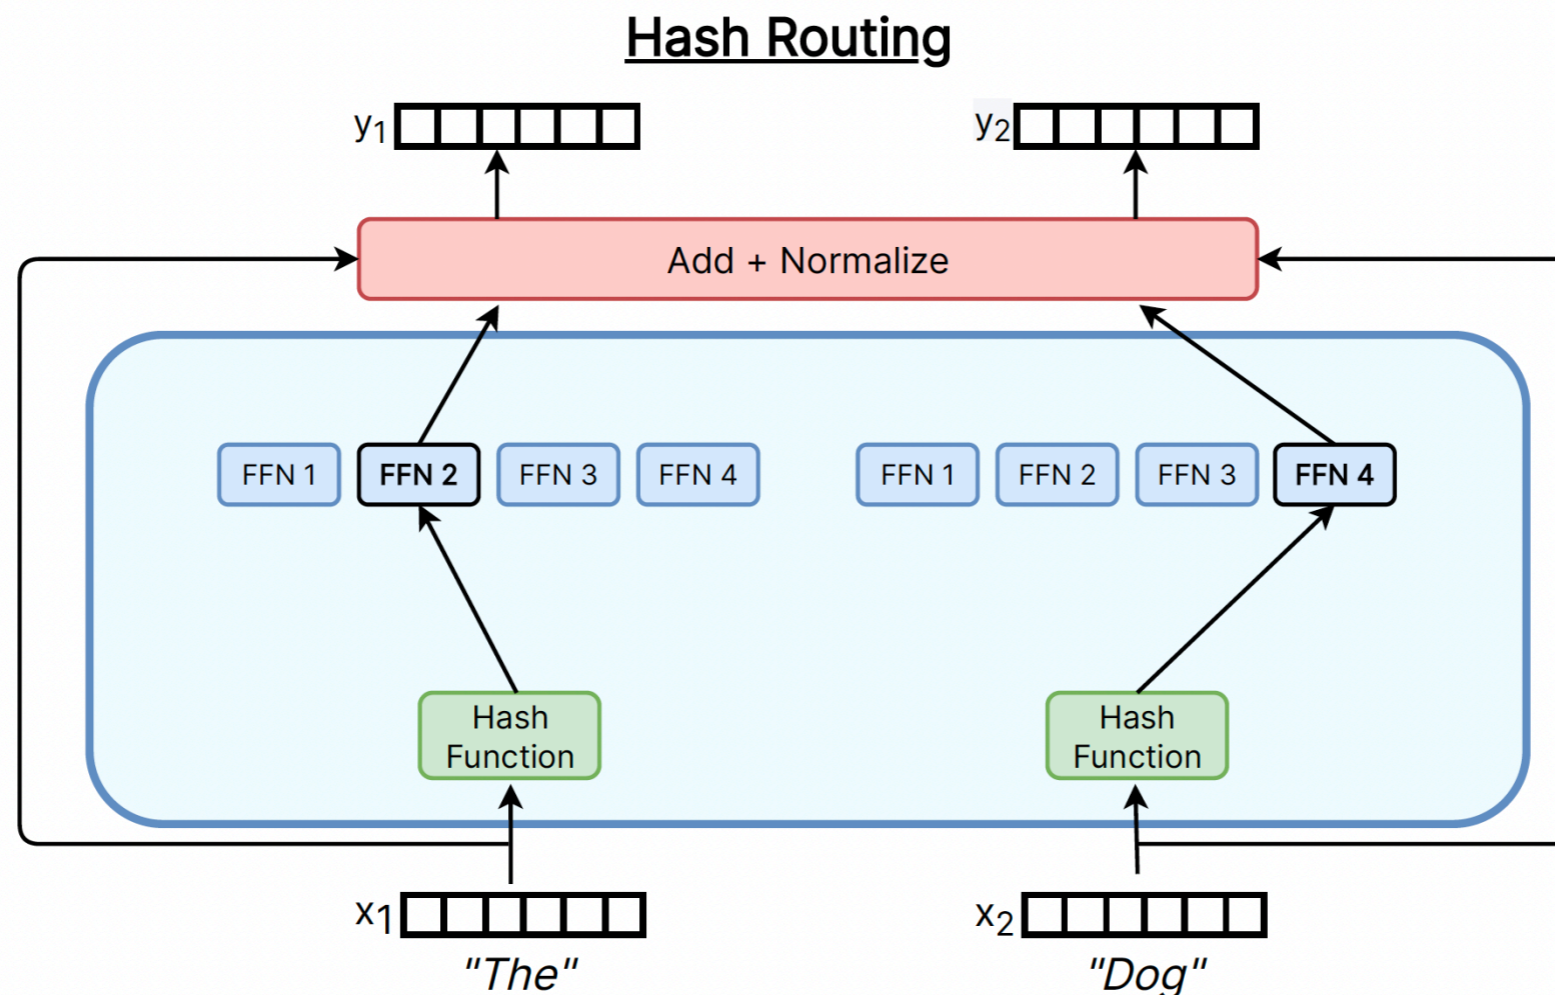 Hash Routing
y1
y2
Add + Normalize
FFN 1 FFN 2 FFN 3 FFN 4
FFN 1 FFN 2 FFN 3 FFN 4
Hash
Function
Hash
Function
x1
x2
"The"
"Dog"